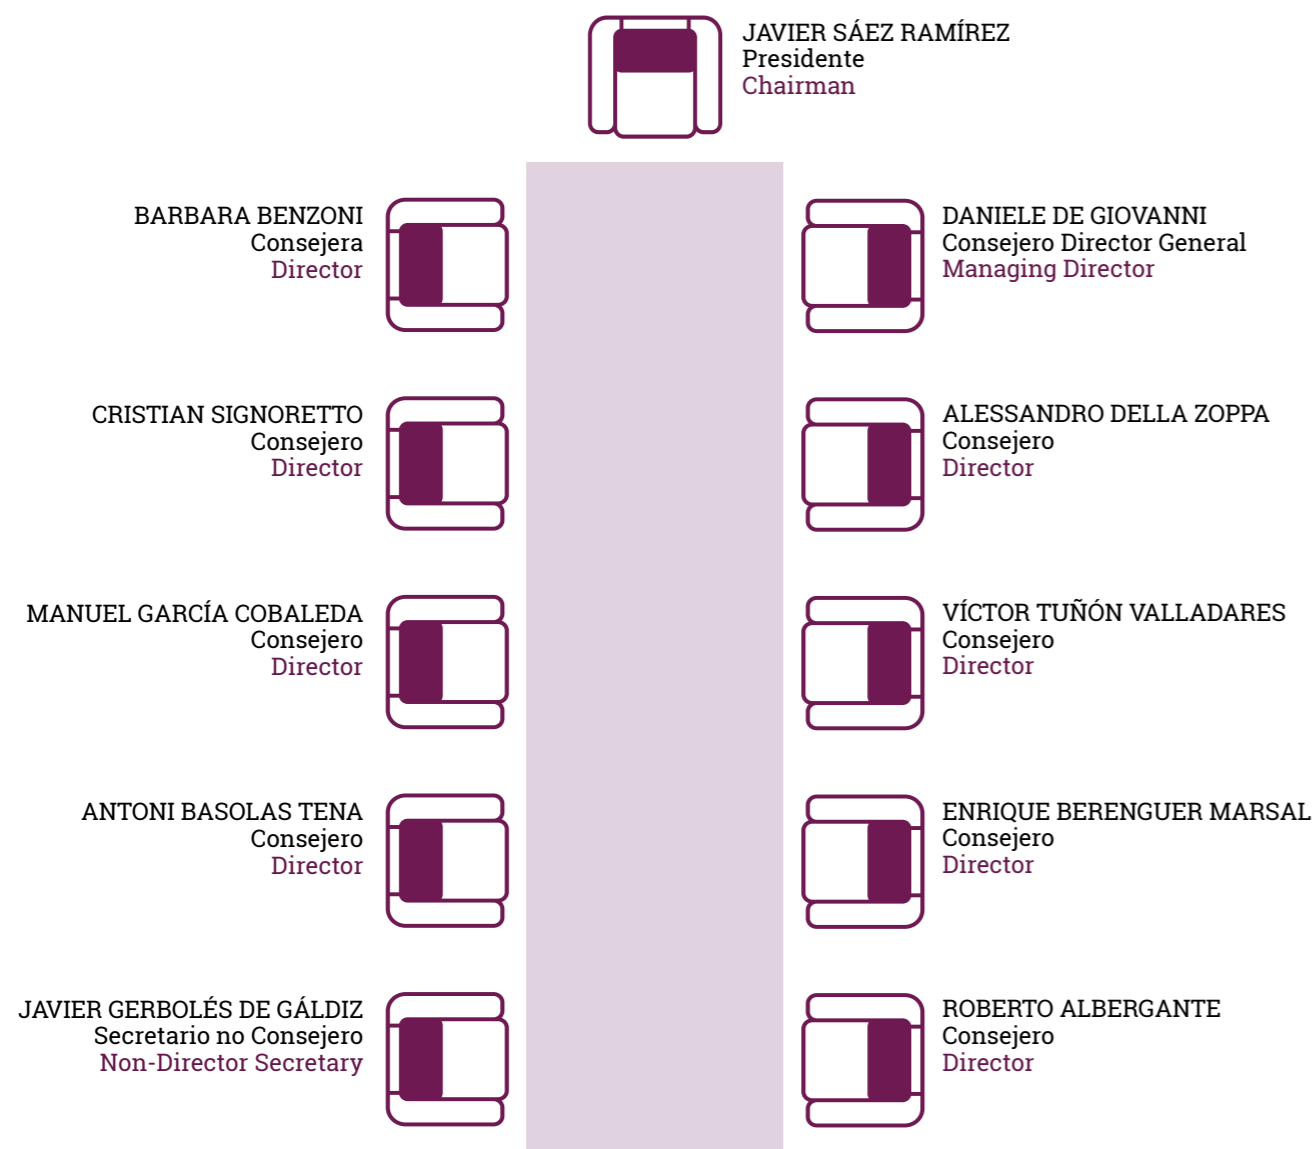 JAVIER SÁEZ RAMÍREZ
Presidente
Chairman
BARBARA BENZONI
Consejera
Director
DANIELE DE GIOVANNI
Consejero Director General
Managing Director
CRISTIAN SIGNORETTO
Consejero
Director
ALESSANDRO DELLA ZOPPA
Consejero
Director
MANUEL GARCÍA COBALEDA
Consejero
Director
VÍCTOR TUÑÓN VALLADARES
Consejero
Director
ANTONI BASOLAS TENA
Consejero
Director
ENRIQUE BERENGUER MARSAL
Consejero
Director
JAVIER GERBOLÉS DE GÁLDIZ
Secretario no Consejero
Non-Director Secretary
ROBERTO ALBERGANTE
Consejero
Director